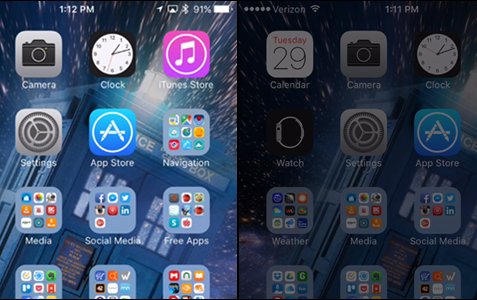 1:12 PM 91%
Camera Clock iTunes Store
Settings App Store Navigation
Media Social Media Free Apps
Verizon 1:11 PM
Tuesday
29
Calendar Camera Clock
Watch Settings App Store
Weather Media Social Media